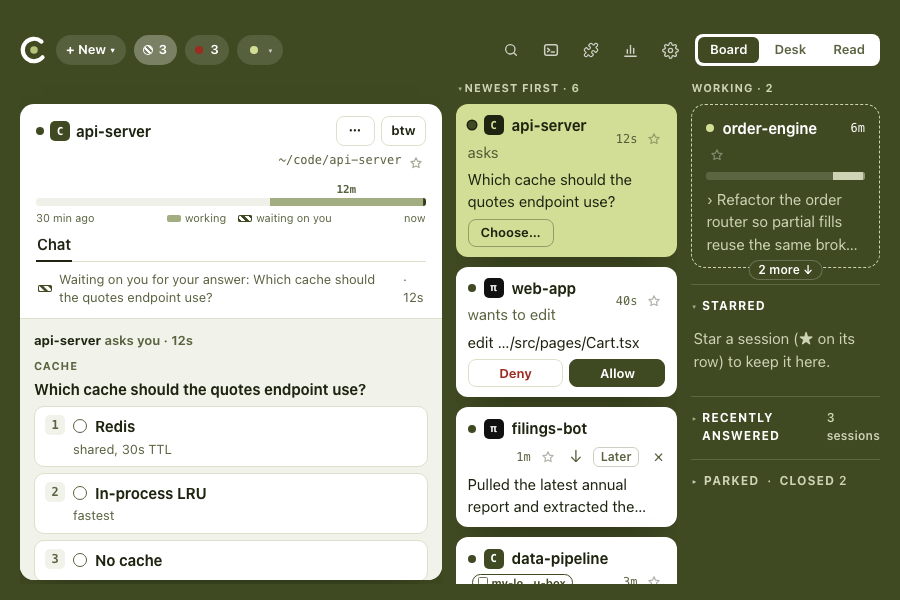 + New ▾
3
3
Board
Desk
Read
C api-server
···
btw
~/code/api-server ☆
12m
30 min ago
working
waiting on you
now
Chat
Waiting on you for your answer: Which cache should
the quotes endpoint use?
·
12s
api-server asks you · 12s
CACHE
Which cache should the quotes endpoint use?
1 Redis
shared, 30s TTL
2 In-process LRU
fastest
3 No cache
▾NEWEST FIRST · 6
C api-server
12s ☆
asks
Which cache should the
quotes endpoint use?
Choose…
π web-app
40s ☆
wants to edit
edit …/src/pages/Cart.tsx
Deny
Allow
π filings-bot
1m ☆ ↓ Later ×
Pulled the latest annual
report and extracted the…
C data-pipeline
3m ☆
WORKING · 2
order-engine 6m
☆
› Refactor the order
router so partial fills
reuse the same brok…
2 more ↓
▾ STARRED
Star a session (★ on its
row) to keep it here.
▸ RECENTLY
ANSWERED
3
sessions
▸ PARKED · CLOSED 2